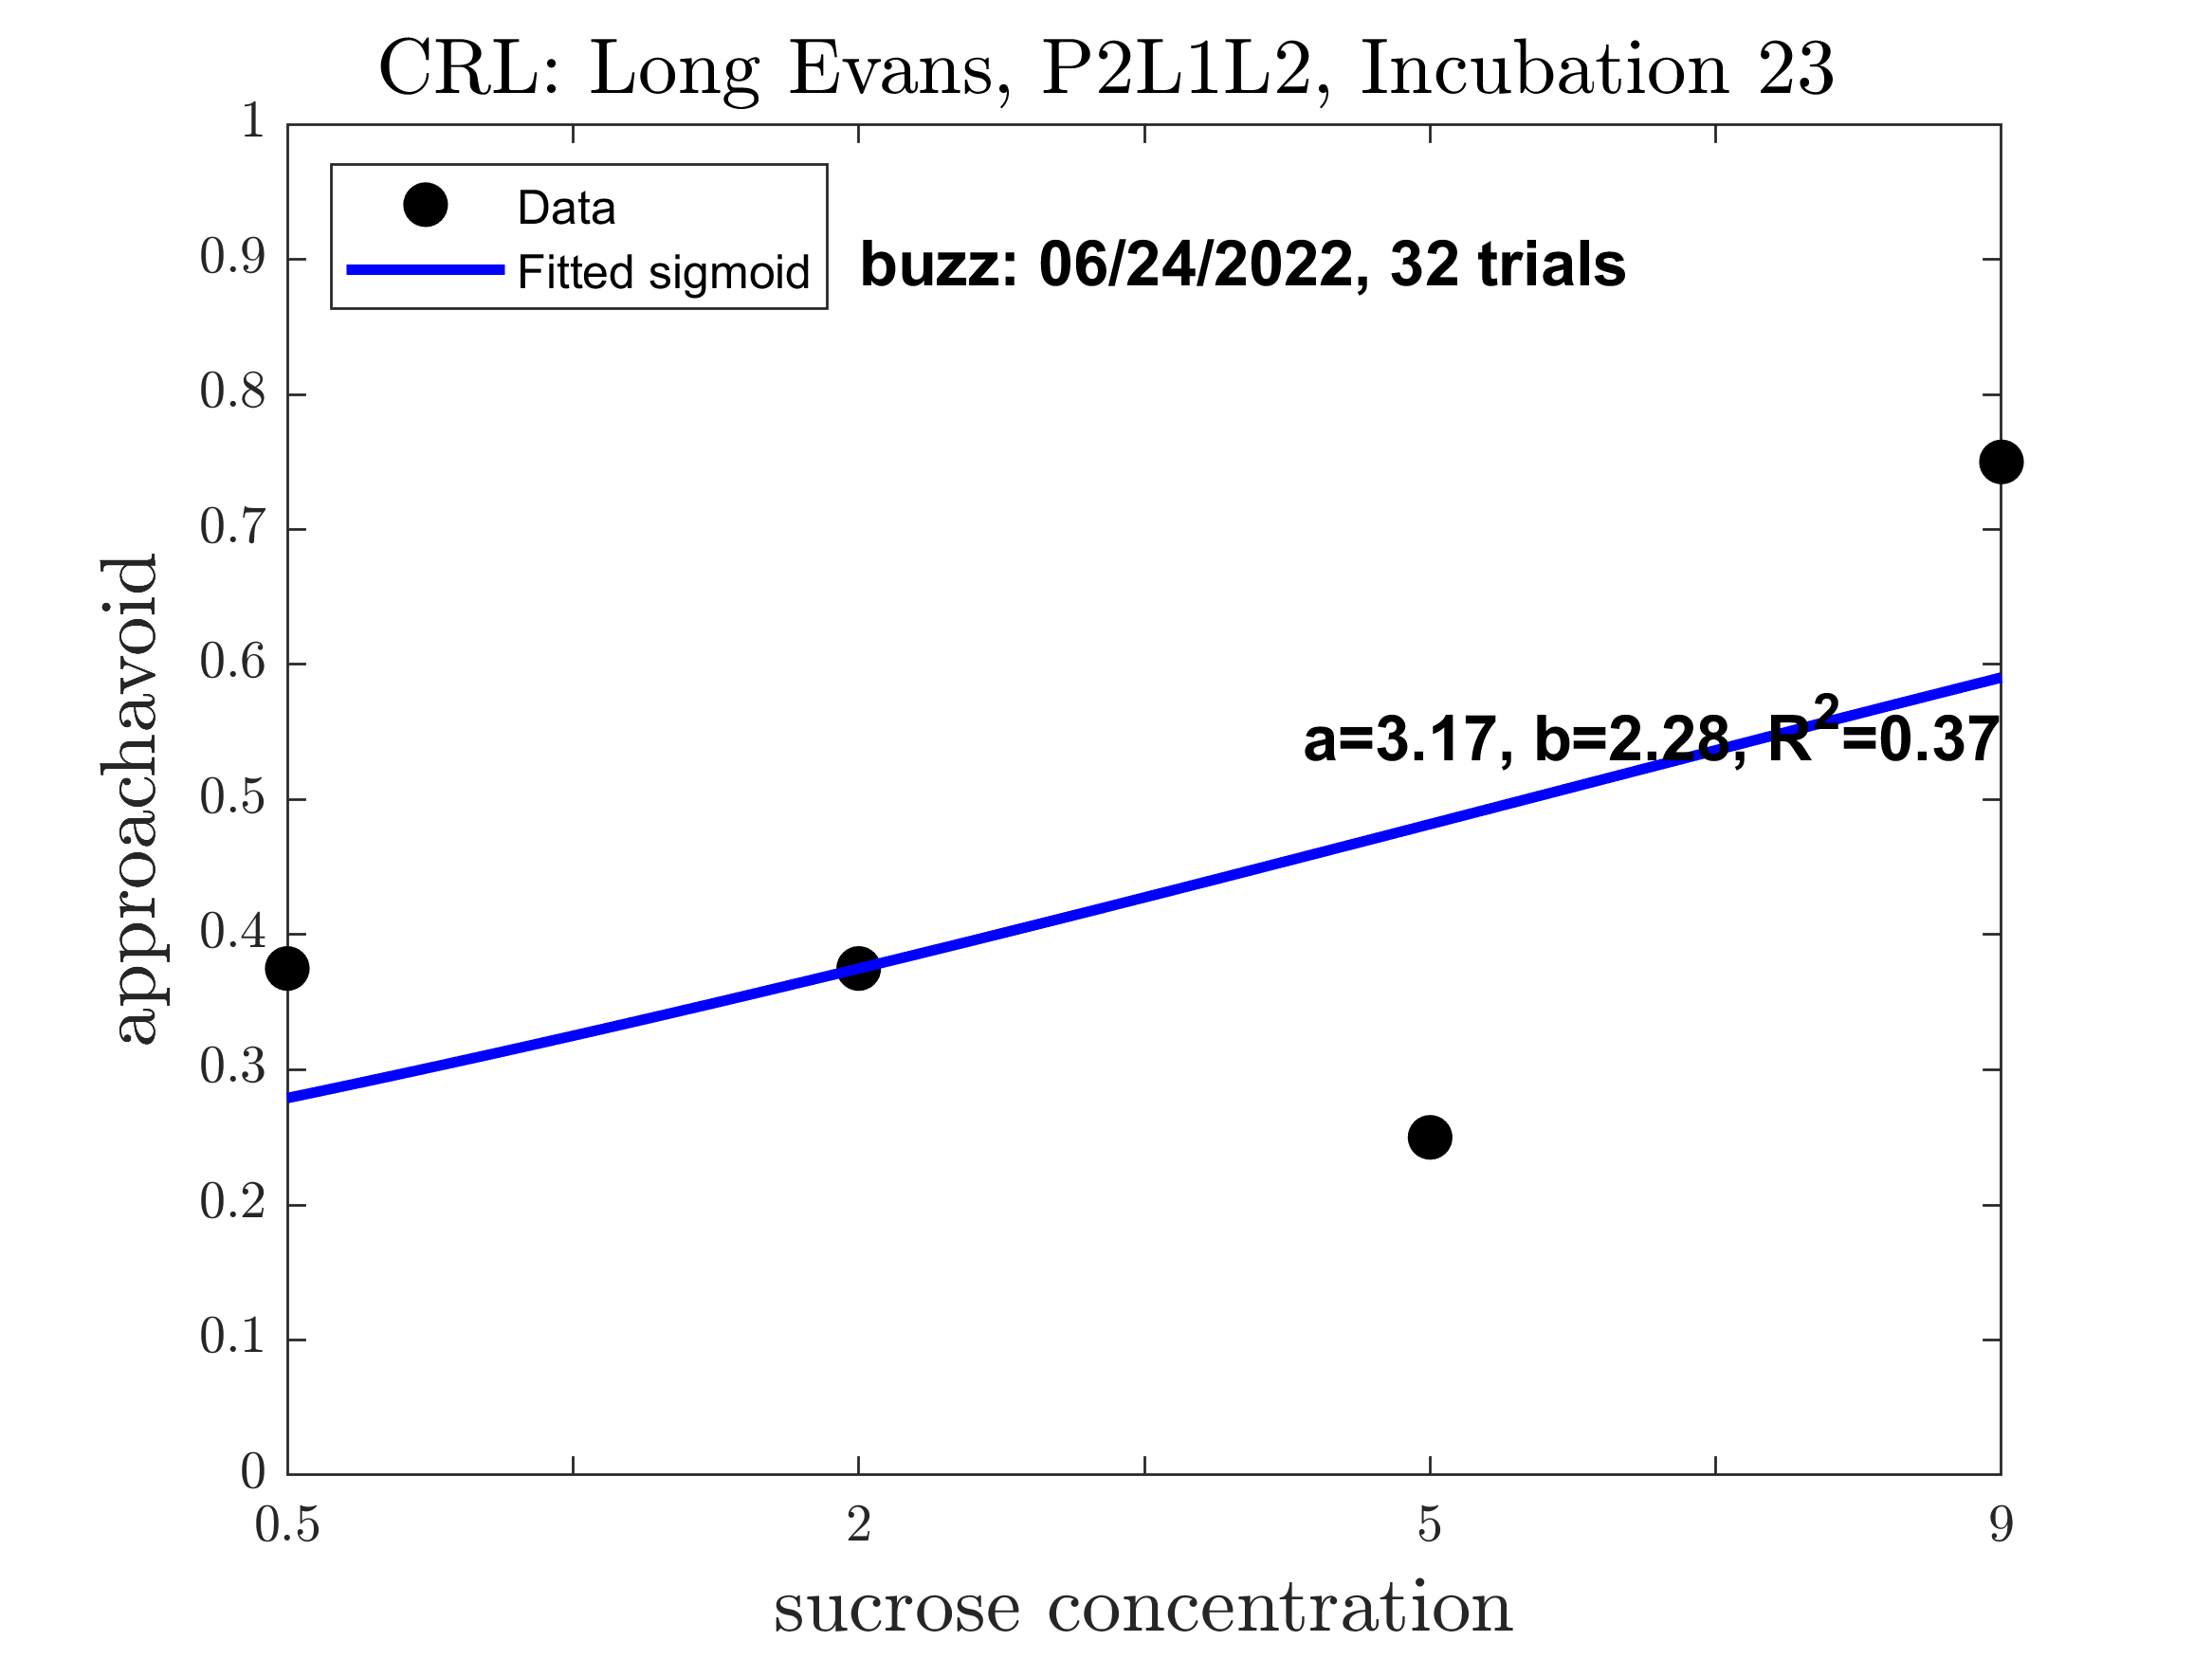 CRL: Long Evans, P2L1L2, Incubation 23
1
Data
Fitted sigmoid
buzz: 06/24/2022, 32 trials
0.9
0.8
0.7
0.6
a=3.17, b=2.28, R²=0.37
0.5
0.4
0.3
0.2
0.1
0
approachavoid
0.5 2 5 9
sucrose concentration